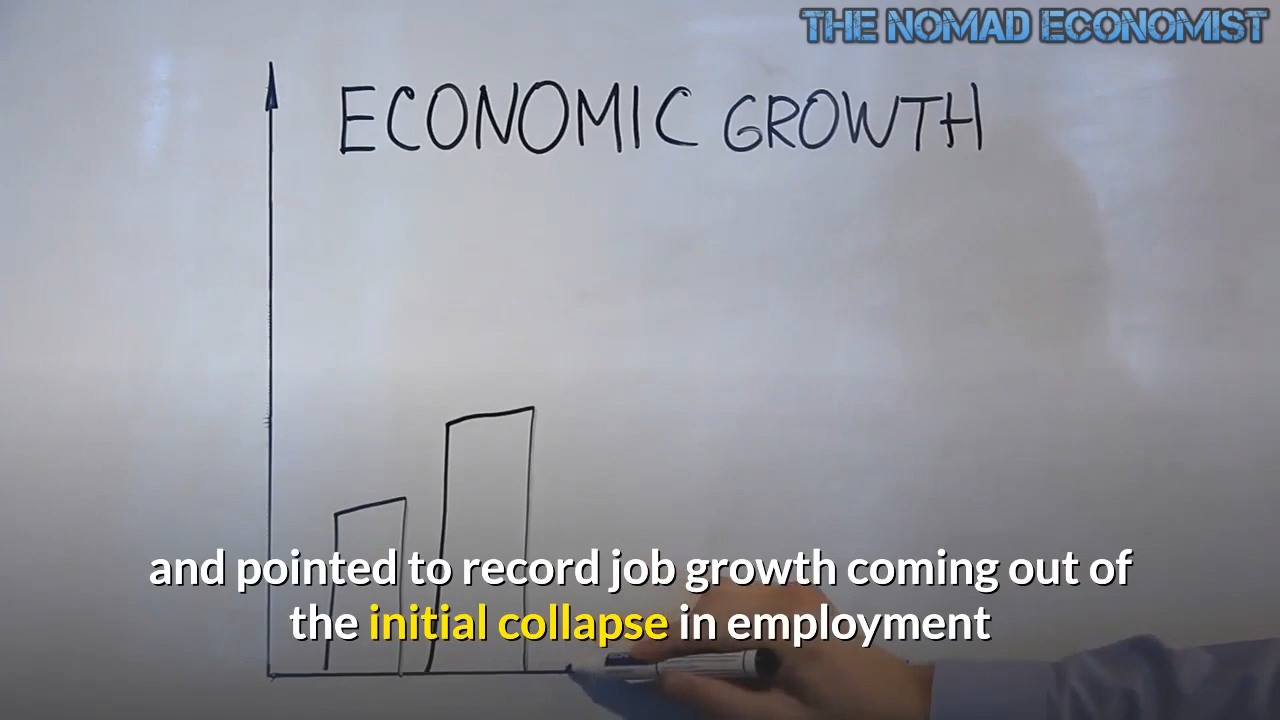 THE NOMAD ECONOMIST
ECONOMIC GROWTH
and pointed to record job growth coming out of
the initial collapse in employment